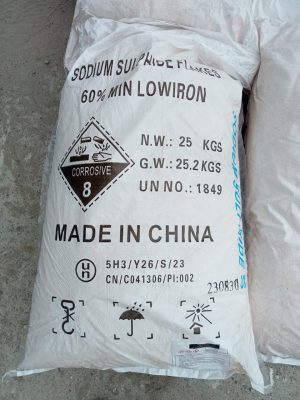 SODIUM SULPHIDE FLAKES
60% MIN LOWIRON
CORROSIVE
8
N.W.: 25 KGS
G.W.: 25.2 KGS
UN NO.: 1849
MADE IN CHINA
un
5H3/Y26/S/23
CN/C041306/PI:002
230830